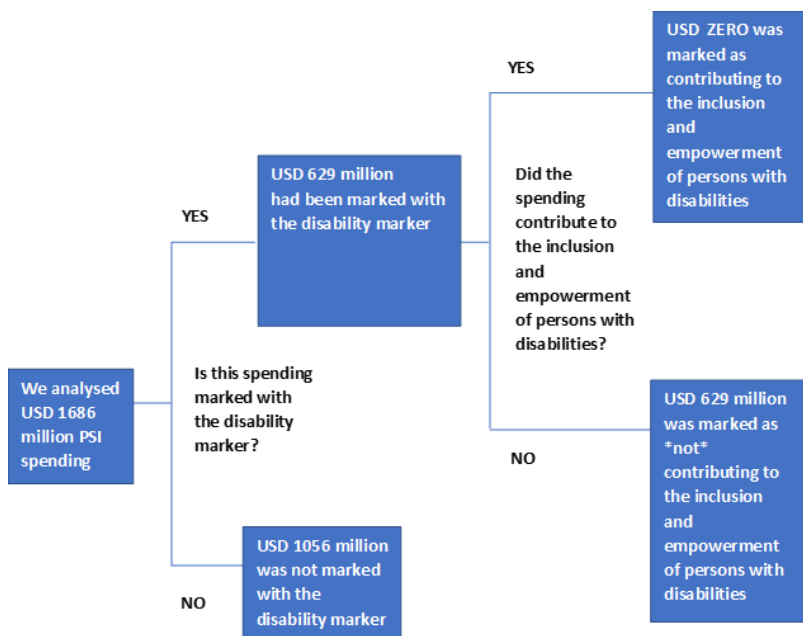 We analysed
USD 1686
million PSI
spending
Is this spending
marked with
the disability
marker?
YES
USD 629 million
had been marked with
the disability marker
NO
USD 1056 million
was not marked
with the
disability marker
Did the
spending
contribute to
the inclusion
and
empowerment
of persons with
disabilities?
YES
USD ZERO was
marked as
contributing to
the inclusion
and
empowerment
of persons with
disabilities
NO
USD 629 million
was marked as
*not*
contributing to
the inclusion
and
empowerment of
persons with
disabilities